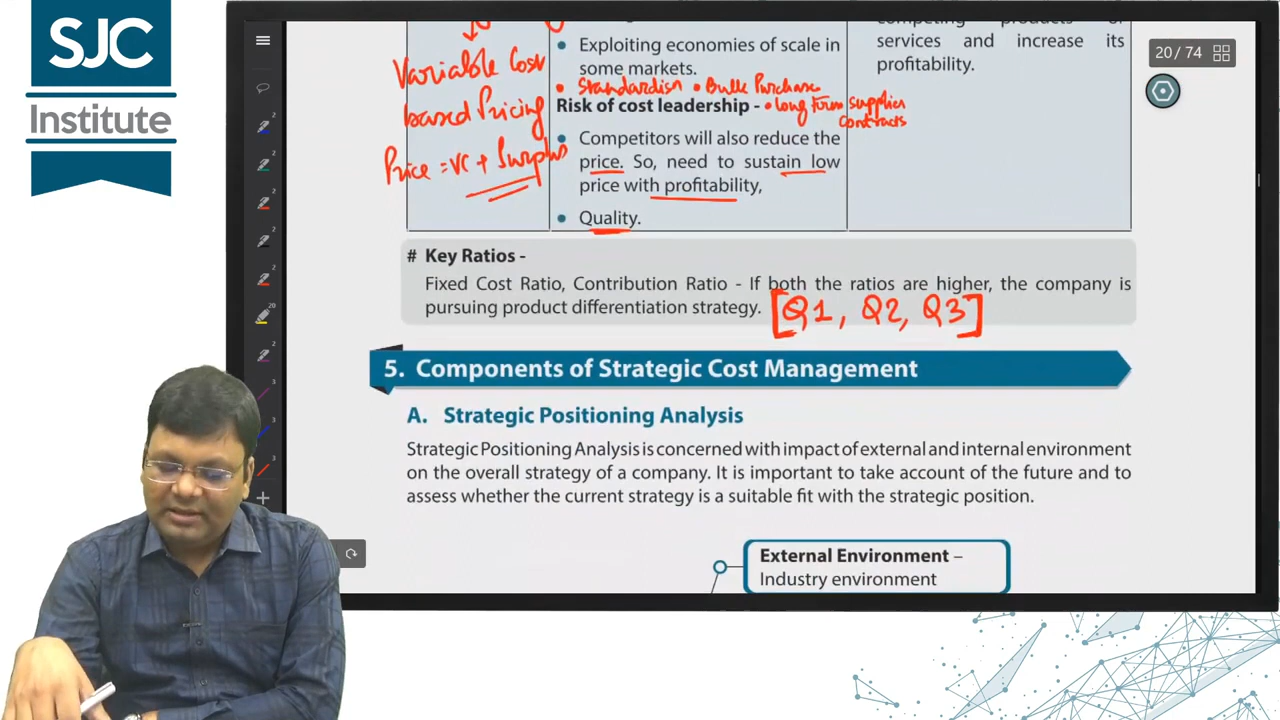 SJC
Institute
competing products or
services and increase its
profitability.
20 / 74
Exploiting economies of scale in
some markets.
• Standardisn • Bulk Purchase
Risk of cost leadership - • Long Term supplier
contracts
Competitors will also reduce the
price. So, need to sustain low
price with profitability,
Quality.
Variable Cost
based Pricing
Price = VC + Surplus
# Key Ratios -
Fixed Cost Ratio, Contribution Ratio - If both the ratios are higher, the company is
pursuing product differentiation strategy. [Q1, Q2, Q3]
5. Components of Strategic Cost Management
A. Strategic Positioning Analysis
Strategic Positioning Analysis is concerned with impact of external and internal environment
on the overall strategy of a company. It is important to take account of the future and to
assess whether the current strategy is a suitable fit with the strategic position.
External Environment –
Industry environment